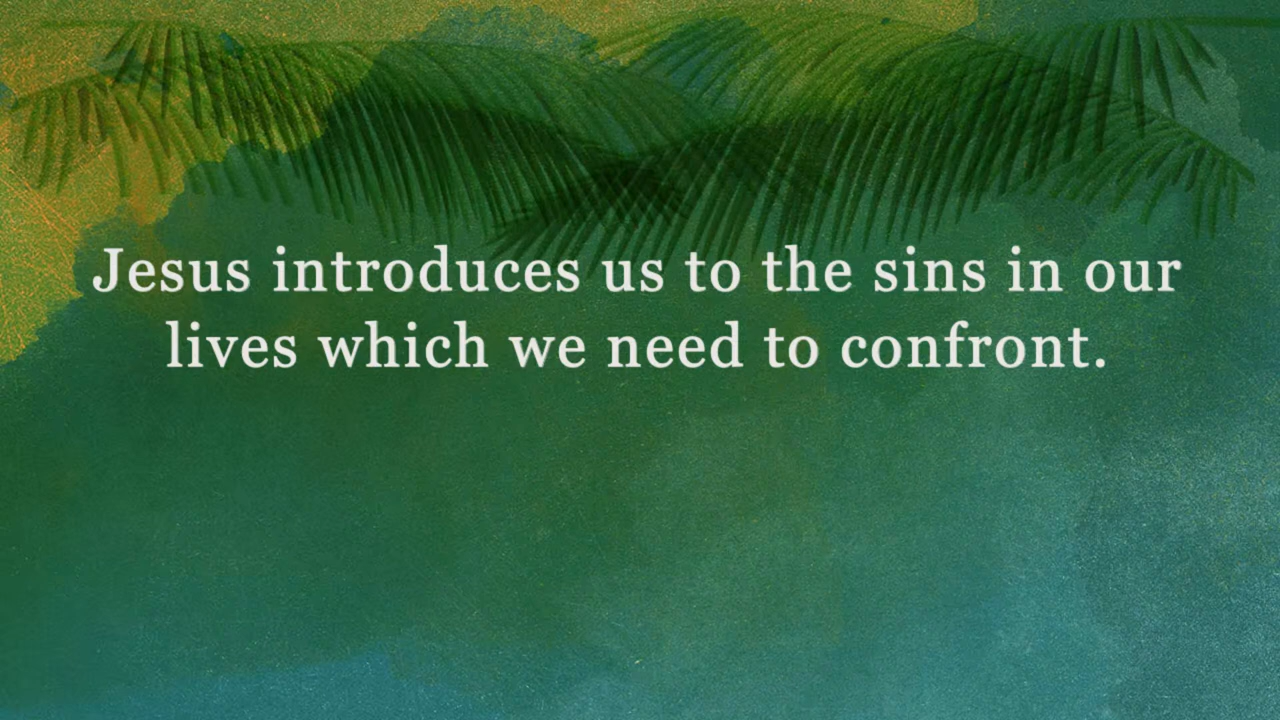 Jesus introduces us to the sins in our
lives which we need to confront.